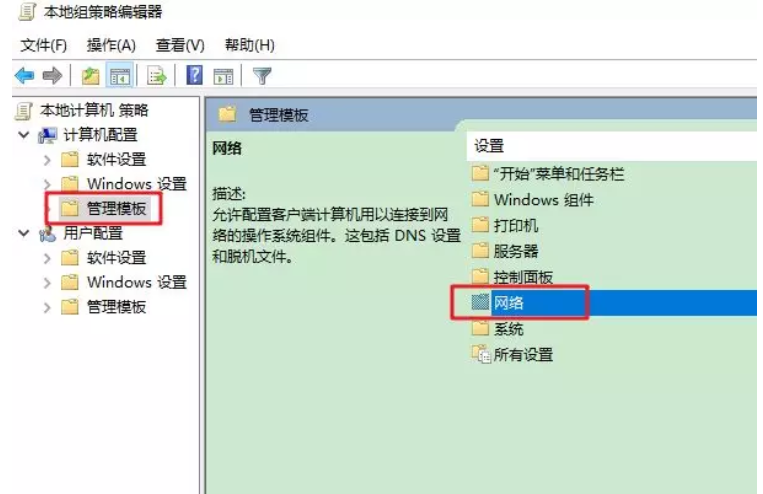 本地组策略编辑器
文件(F) 操作(A) 查看(V) 帮助(H)
本地计算机 策略
计算机配置
软件设置
Windows 设置
管理模板
用户配置
软件设置
Windows 设置
管理模板
管理模板
网络
描述:
允许配置客户端计算机用以连接到网
络的操作系统组件。这包括 DNS 设置
和脱机文件。
设置
“开始”菜单和任务栏
Windows 组件
打印机
服务器
控制面板
网络
系统
所有设置